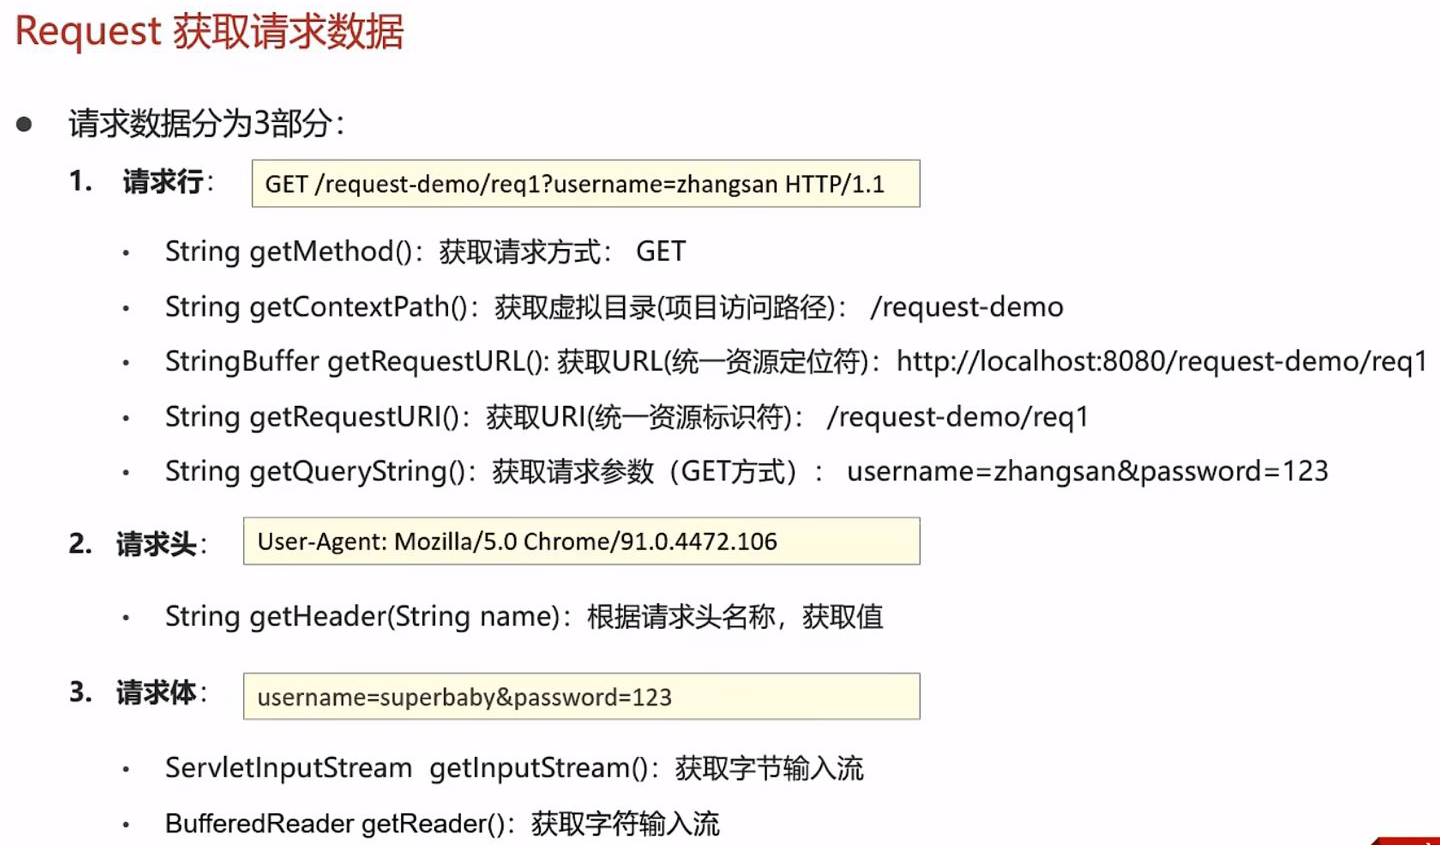 Request 获取请求数据
● 请求数据分为3部分：
1. 请求行： GET /request-demo/req1?username=zhangsan HTTP/1.1
• String getMethod()：获取请求方式： GET
• String getContextPath()：获取虚拟目录(项目访问路径)： /request-demo
• StringBuffer getRequestURL(): 获取URL(统一资源定位符)：http://localhost:8080/request-demo/req1
• String getRequestURI()：获取URI(统一资源标识符)： /request-demo/req1
• String getQueryString()：获取请求参数（GET方式）： username=zhangsan&password=123
2. 请求头： User-Agent: Mozilla/5.0 Chrome/91.0.4472.106
• String getHeader(String name)：根据请求头名称，获取值
3. 请求体： username=superbaby&password=123
• ServletInputStream getInputStream()：获取字节输入流
• BufferedReader getReader()：获取字符输入流